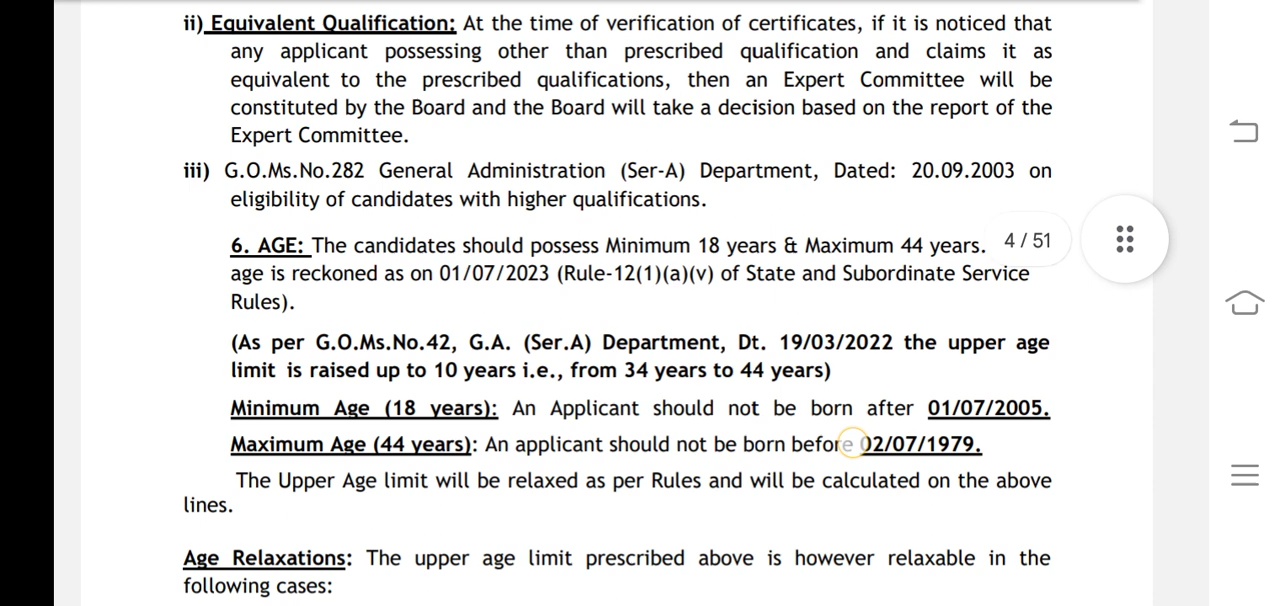 ii) Equivalent Qualification: At the time of verification of certificates, if it is noticed that
any applicant possessing other than prescribed qualification and claims it as
equivalent to the prescribed qualifications, then an Expert Committee will be
constituted by the Board and the Board will take a decision based on the report of the
Expert Committee.
iii) G.O.Ms.No.282 General Administration (Ser-A) Department, Dated: 20.09.2003 on
eligibility of candidates with higher qualifications.
6. AGE: The candidates should possess Minimum 18 years & Maximum 44 years.
4 / 51
age is reckoned as on 01/07/2023 (Rule-12(1)(a)(v) of State and Subordinate Service
Rules).
(As per G.O.Ms.No.42, G.A. (Ser.A) Department, Dt. 19/03/2022 the upper age
limit is raised up to 10 years i.e., from 34 years to 44 years)
Minimum Age (18 years): An Applicant should not be born after 01/07/2005.
Maximum Age (44 years): An applicant should not be born before 02/07/1979.
The Upper Age limit will be relaxed as per Rules and will be calculated on the above
lines.
Age Relaxations: The upper age limit prescribed above is however relaxable in the
following cases: